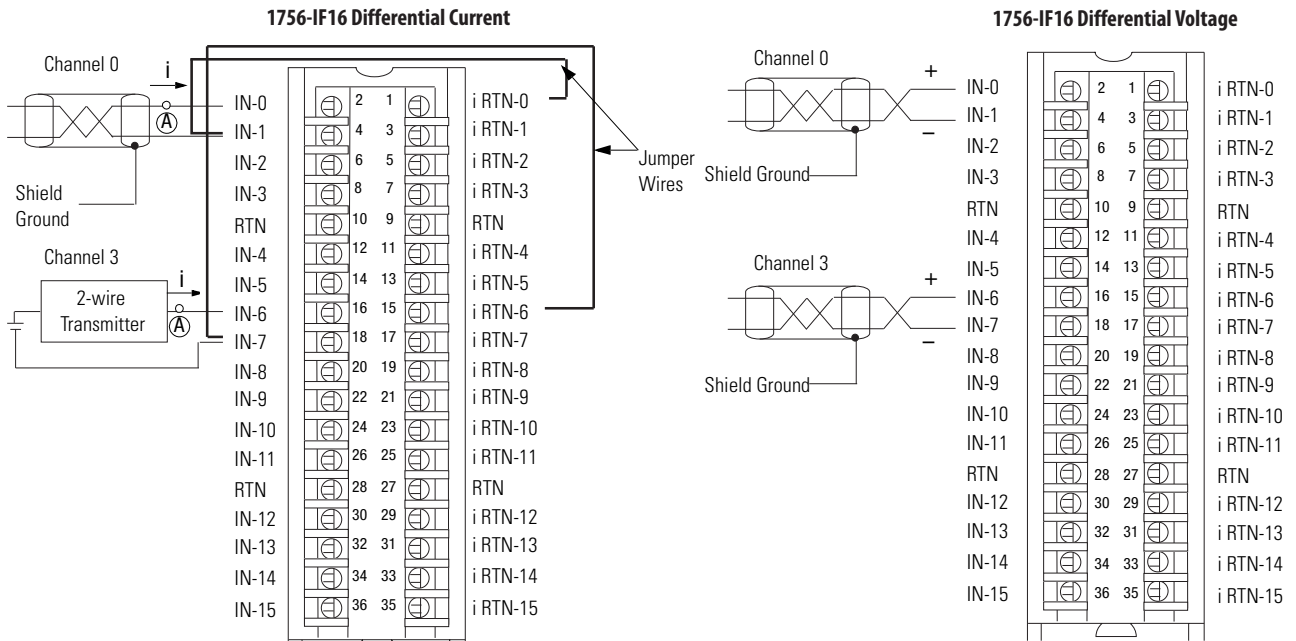 1756-IF16 Differential Current
Channel 0
i
A
Shield
Ground
Channel 3
i
2-wire
Transmitter
A
Jumper
Wires
IN-0 2 1 i RTN-0
IN-1 4 3 i RTN-1
IN-2 6 5 i RTN-2
IN-3 8 7 i RTN-3
RTN 10 9 RTN
IN-4 12 11 i RTN-4
IN-5 14 13 i RTN-5
IN-6 16 15 i RTN-6
IN-7 18 17 i RTN-7
IN-8 20 19 i RTN-8
IN-9 22 21 i RTN-9
IN-10 24 23 i RTN-10
IN-11 26 25 i RTN-11
RTN 28 27 RTN
IN-12 30 29 i RTN-12
IN-13 32 31 i RTN-13
IN-14 34 33 i RTN-14
IN-15 36 35 i RTN-15
1756-IF16 Differential Voltage
Channel 0
+
–
Shield Ground
Channel 3
+
–
Shield Ground
IN-0 2 1 i RTN-0
IN-1 4 3 i RTN-1
IN-2 6 5 i RTN-2
IN-3 8 7 i RTN-3
RTN 10 9 RTN
IN-4 12 11 i RTN-4
IN-5 14 13 i RTN-5
IN-6 16 15 i RTN-6
IN-7 18 17 i RTN-7
IN-8 20 19 i RTN-8
IN-9 22 21 i RTN-9
IN-10 24 23 i RTN-10
IN-11 26 25 i RTN-11
RTN 28 27 RTN
IN-12 30 29 i RTN-12
IN-13 32 31 i RTN-13
IN-14 34 33 i RTN-14
IN-15 36 35 i RTN-15